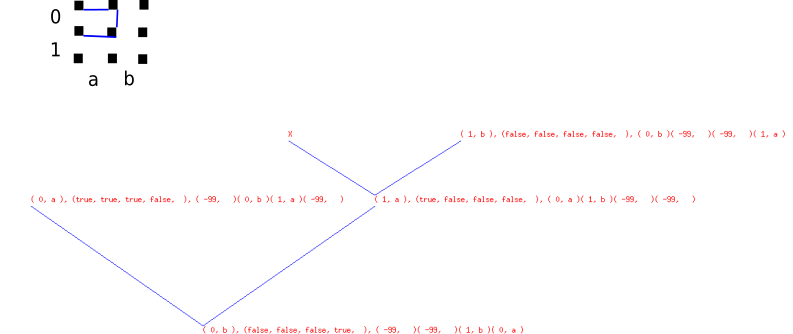 0
1
a b
X
( 1, b ), (false, false, false, false,  ), ( 0, b )( -99,   )( -99,   )( 1, a )
( 0, a ), (true, true, true, false,  ), ( -99,   )( 0, b )( 1, a )( -99,   )
( 1, a ), (true, false, false, false,  ), ( 0, a )( 1, b )( -99,   )( -99,   )
( 0, b ), (false, false, false, true,  ), ( -99,   )( -99,   )( 1, b )( 0, a )